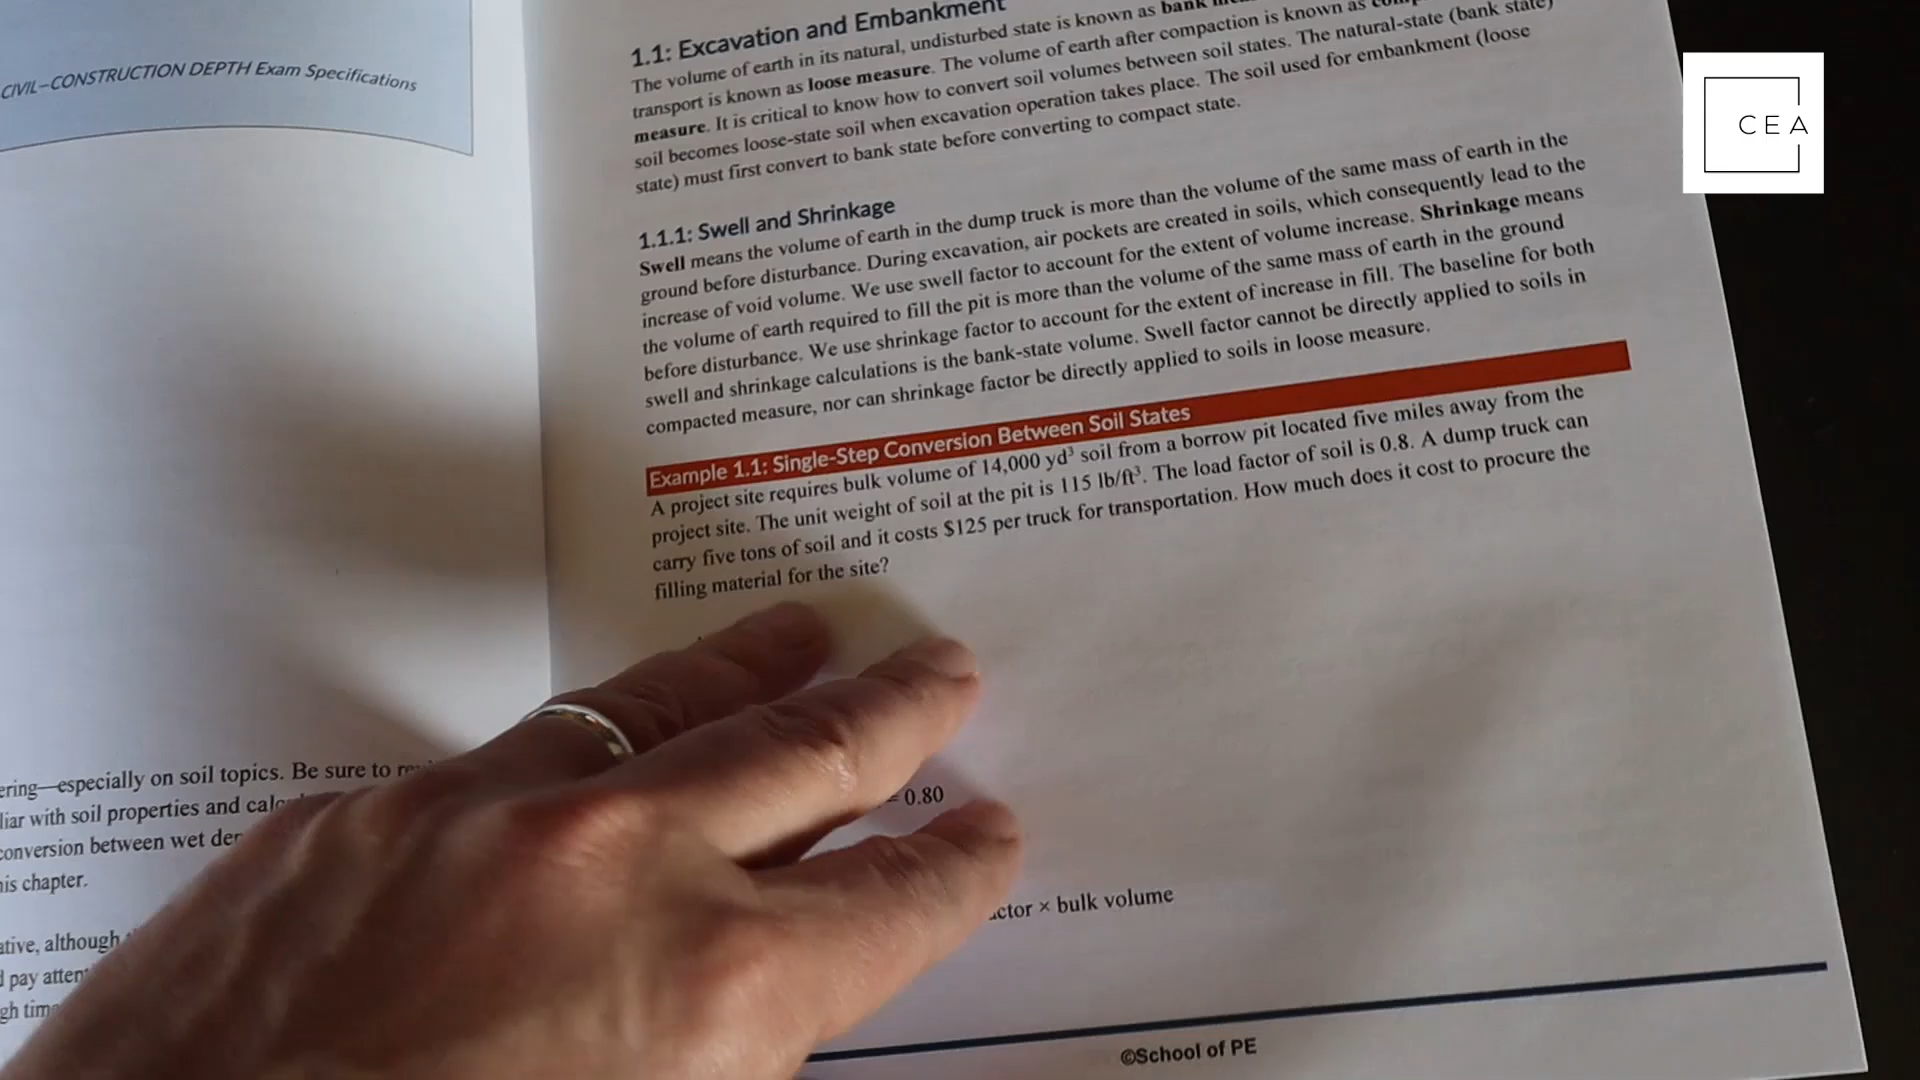 CIVIL–CONSTRUCTION DEPTH Exam Specifications
ering—especially on soil topics. Be sure to
liar with soil properties and
conversion between wet
his chapter.
ative, although
pay
gh
1.1: Excavation and Embankment
The volume of earth in its natural, undisturbed state is known as bank
transport is known as loose measure. The volume of earth after compaction is known as
measure. It is critical to know how to convert soil volumes between soil states. The natural-state (bank state)
soil becomes loose-state soil when excavation operation takes place. The soil used for embankment (loose
state) must first convert to bank state before converting to compact state.
1.1.1: Swell and Shrinkage
Swell means the volume of earth in the dump truck is more than the volume of the same mass of earth in the
ground before disturbance. During excavation, air pockets are created in soils, which consequently lead to the
increase of void volume. We use swell factor to account for the extent of volume increase. Shrinkage means
the volume of earth required to fill the pit is more than the volume of the same mass of earth in the ground
before disturbance. We use shrinkage factor to account for the extent of increase in fill. The baseline for both
swell and shrinkage calculations is the bank-state volume. Swell factor cannot be directly applied to soils in
compacted measure, nor can shrinkage factor be directly applied to soils in loose measure.
Example 1.1: Single-Step Conversion Between Soil States
A project site requires bulk volume of 14,000 yd³ soil from a borrow pit located five miles away from the
project site. The unit weight of soil at the pit is 115 lb/ft³. The load factor of soil is 0.8. A dump truck can
carry five tons of soil and it costs $125 per truck for transportation. How much does it cost to procure the
filling material for the site?
= 0.80
ctor × bulk volume
©School of PE
CEA